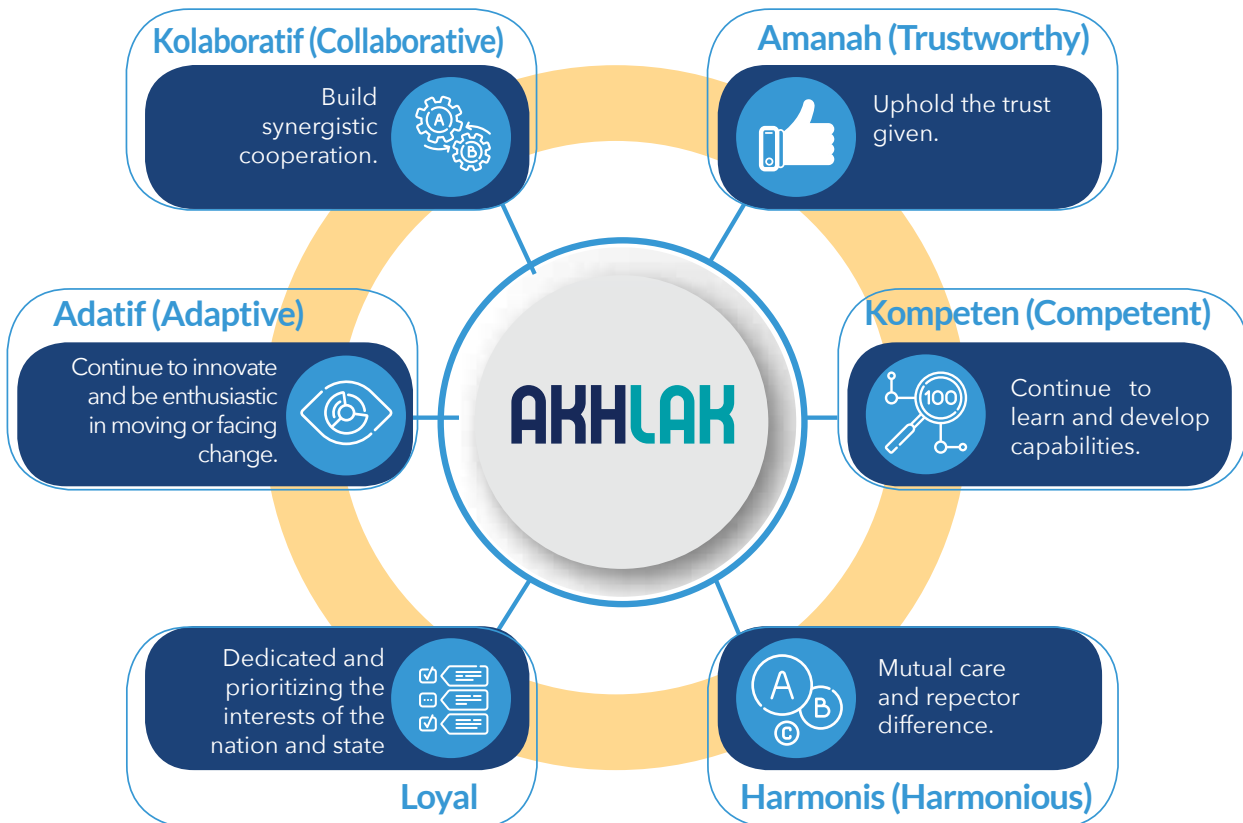 Kolaboratif (Collaborative)
Build
synergistic
cooperation.
A
B
Amanah (Trustworthy)
Uphold the trust
given.
Adatif (Adaptive)
Continue to innovate
and be enthusiastic
in moving or facing
change.
AKHLAK
Kompeten (Competent)
100
Continue to
learn and develop
capabilities.
Dedicated and
prioritizing the
interests of the
nation and state
Loyal
A
B
C
Mutual care
and repector
difference.
Harmonis (Harmonious)